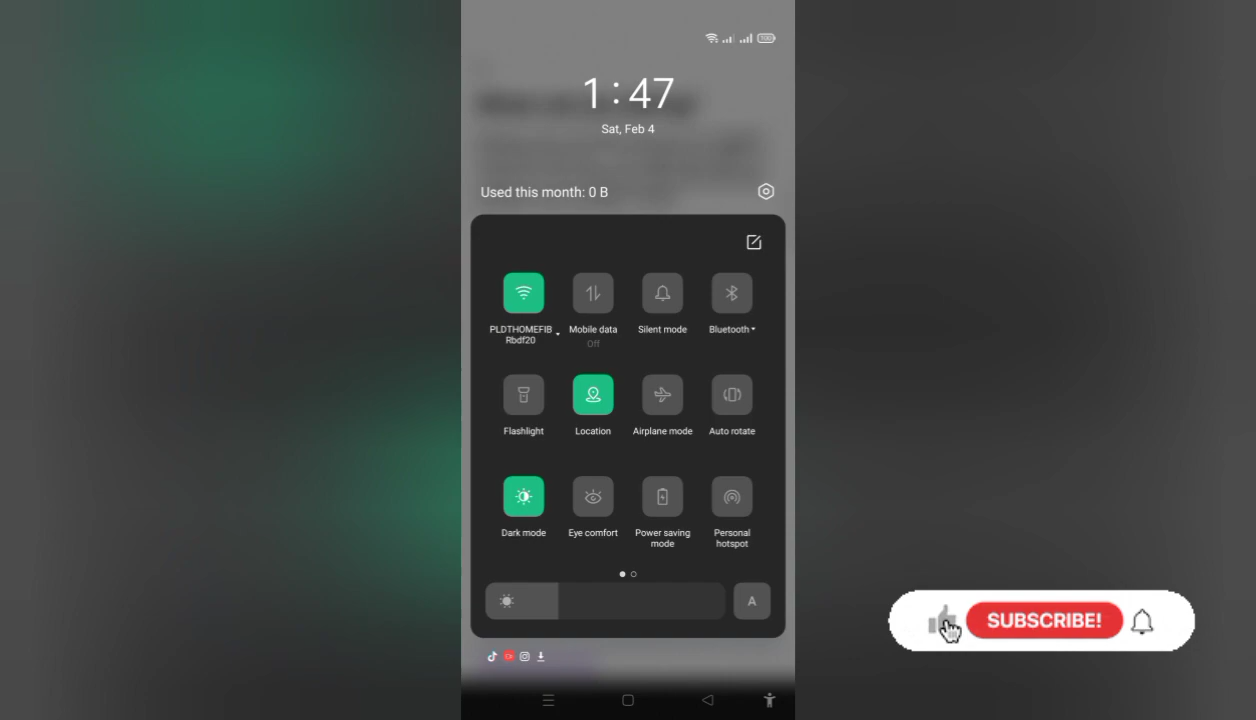 100
1:47
Sat, Feb 4
Used this month: 0 B
PLDTHOMEFIB
Rbdf20
Mobile data
Off
Silent mode
Bluetooth
Flashlight
Location
Airplane mode
Auto rotate
Dark mode
Eye comfort
Power saving
mode
Personal
hotspot
A
SUBSCRIBE!